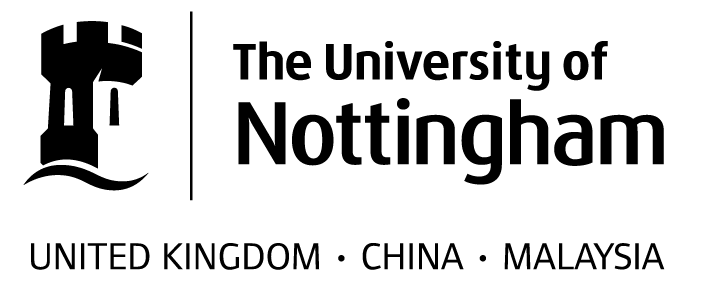 The University of
Nottingham
UNITED KINGDOM · CHINA · MALAYSIA